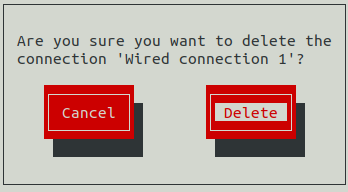 Are you sure you want to delete the
connection 'Wired connection 1'?
Cancel Delete